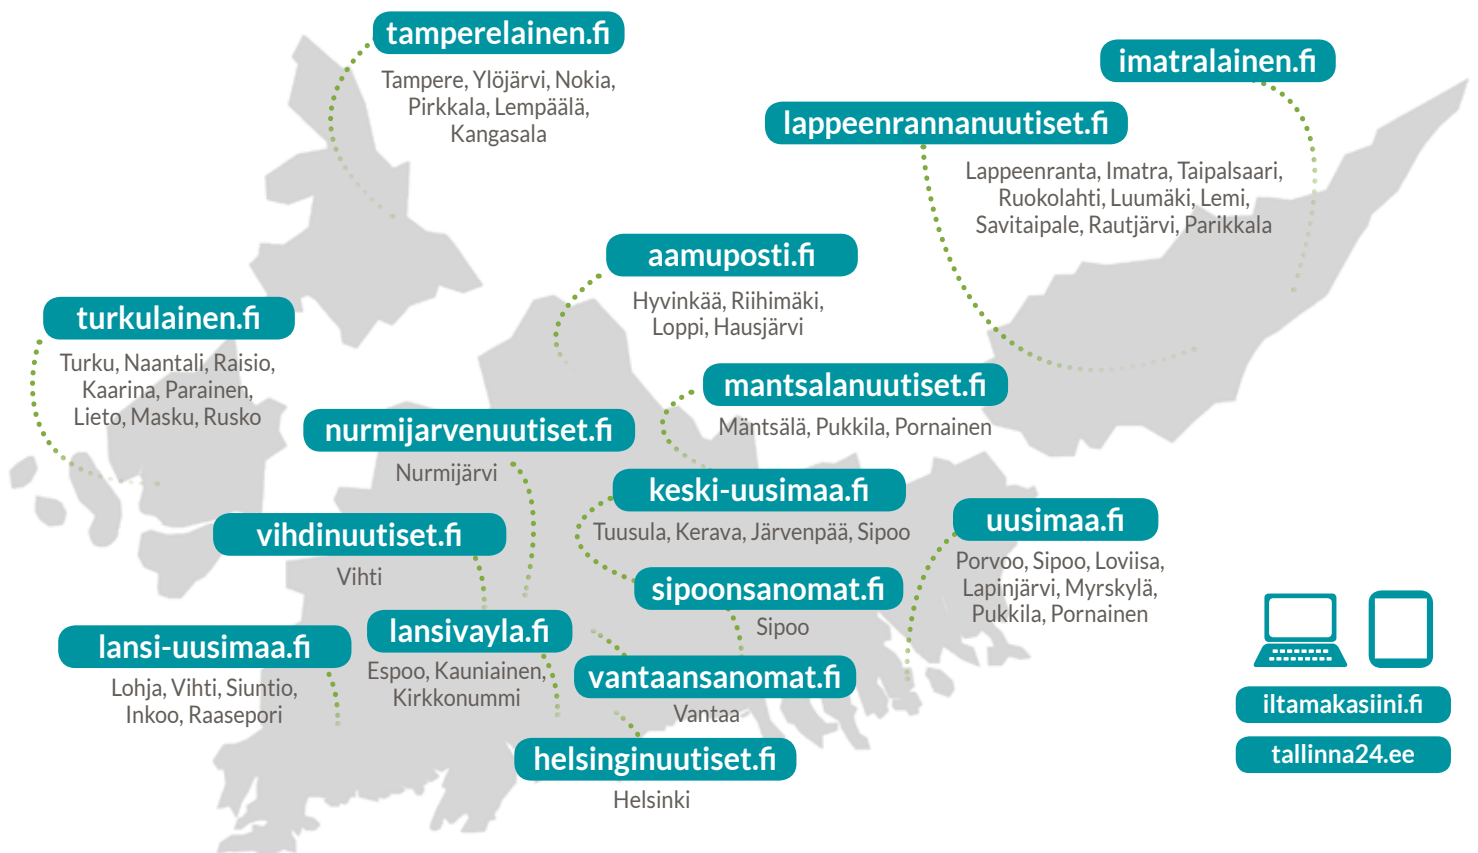 tamperelainen.fi
Tampere, Ylöjärvi, Nokia,
Pirkkala, Lempäälä,
Kangasala
imatralainen.fi
lappeenrannanuutiset.fi
Lappeenranta, Imatra, Taipalsaari,
Ruokolahti, Luumäki, Lemi,
Savitaipale, Rautjärvi, Parikkala
aamuposti.fi
Hyvinkää, Riihimäki,
Loppi, Hausjärvi
turkulainen.fi
Turku, Naantali, Raisio,
Kaarina, Parainen,
Lieto, Masku, Rusko
mantsalanuutiset.fi
Mäntsälä, Pukkila, Pornainen
nurmijarvenuutiset.fi
Nurmijärvi
keski-uusimaa.fi
Tuusula, Kerava, Järvenpää, Sipoo
uusimaa.fi
Porvoo, Sipoo, Loviisa,
Lapinjärvi, Myrskylä,
Pukkila, Pornainen
vihdinuutiset.fi
Vihti
sipoonsanomat.fi
Sipoo
lansivayla.fi
Espoo, Kauniainen,
Kirkkonummi
lansi-uusimaa.fi
Lohja, Vihti, Siuntio,
Inkoo, Raasepori
vantaansanomat.fi
Vantaa
helsinginuutiset.fi
Helsinki
iltamakasiini.fi
tallinna24.ee